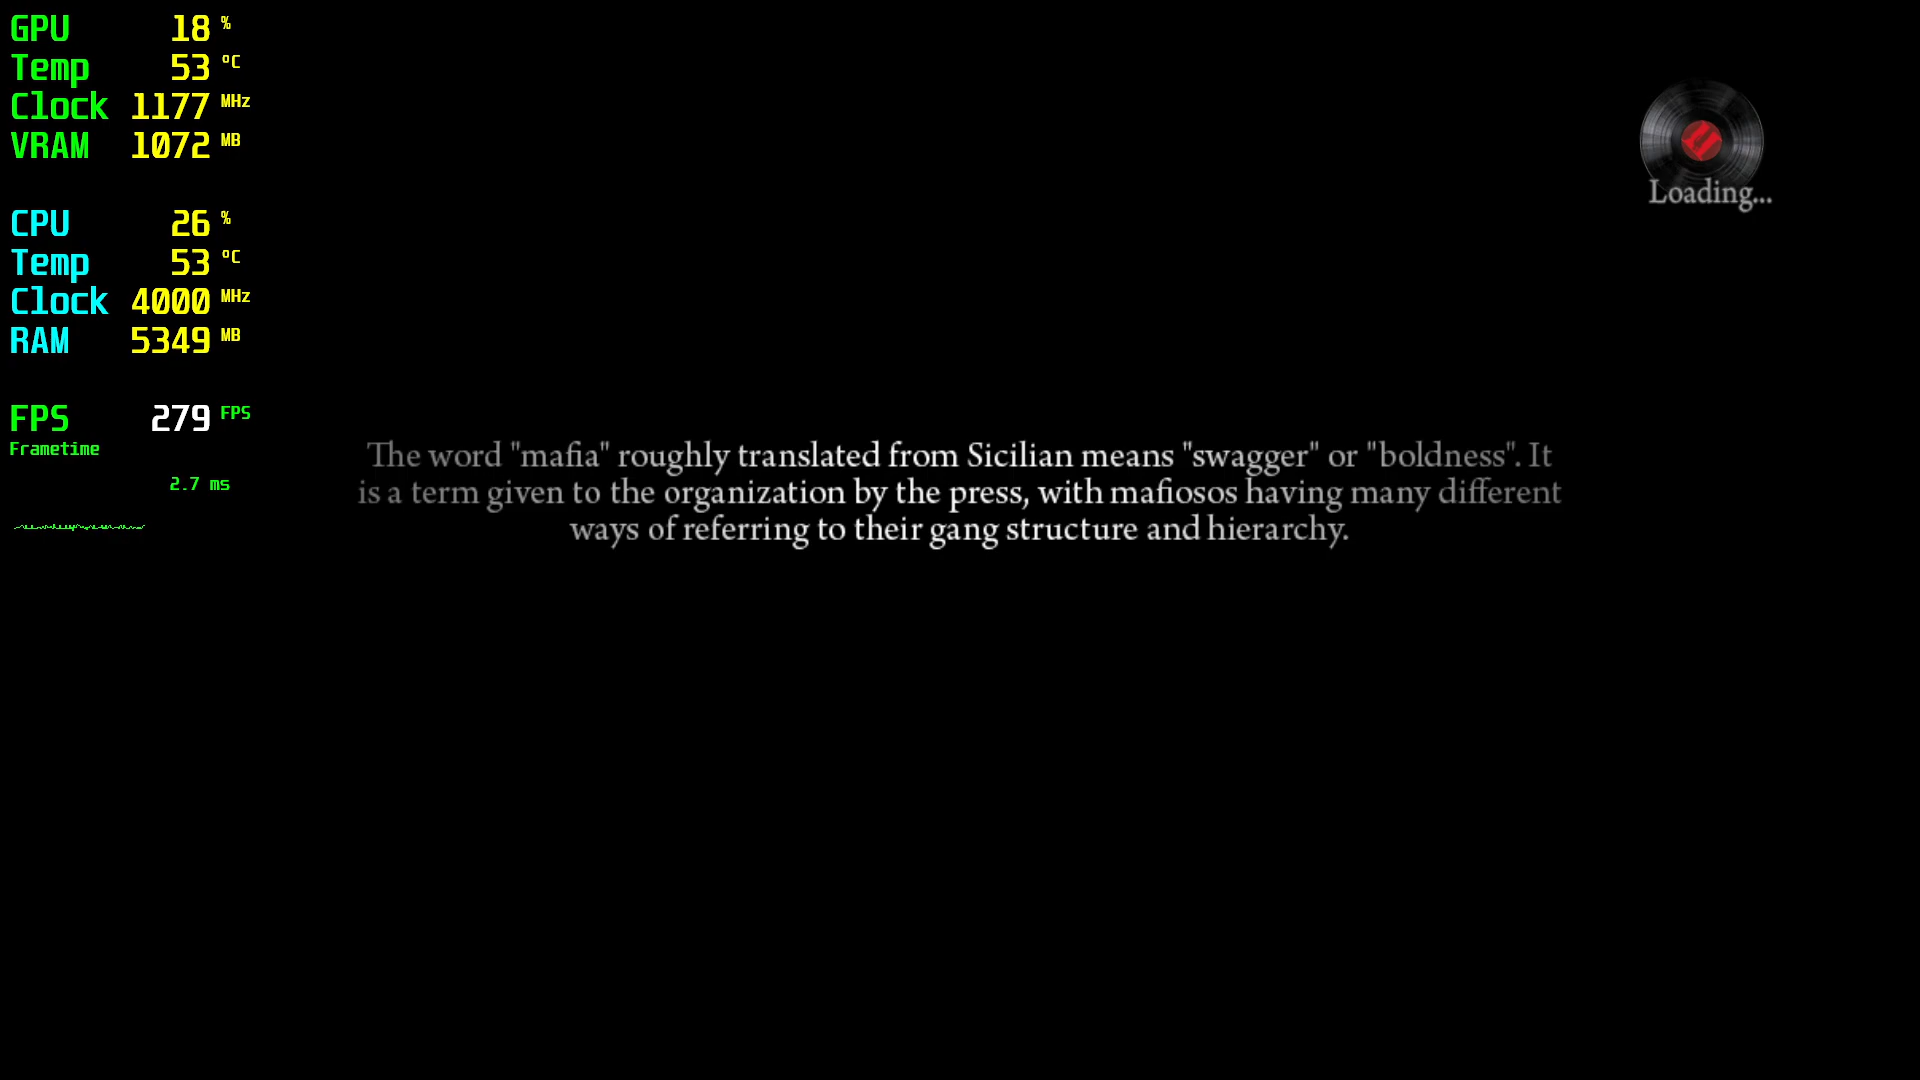 GPU 18 %
Temp 53 °C
Clock 1177 MHz
VRAM 1072 MB
CPU 26 %
Temp 53 °C
Clock 4000 MHz
RAM 5349 MB
FPS 279 FPS
Frametime
2.7 ms
Loading...
The word "mafia" roughly translated from Sicilian means "swagger" or "boldness". It
is a term given to the organization by the press, with mafiosos having many different
ways of referring to their gang structure and hierarchy.